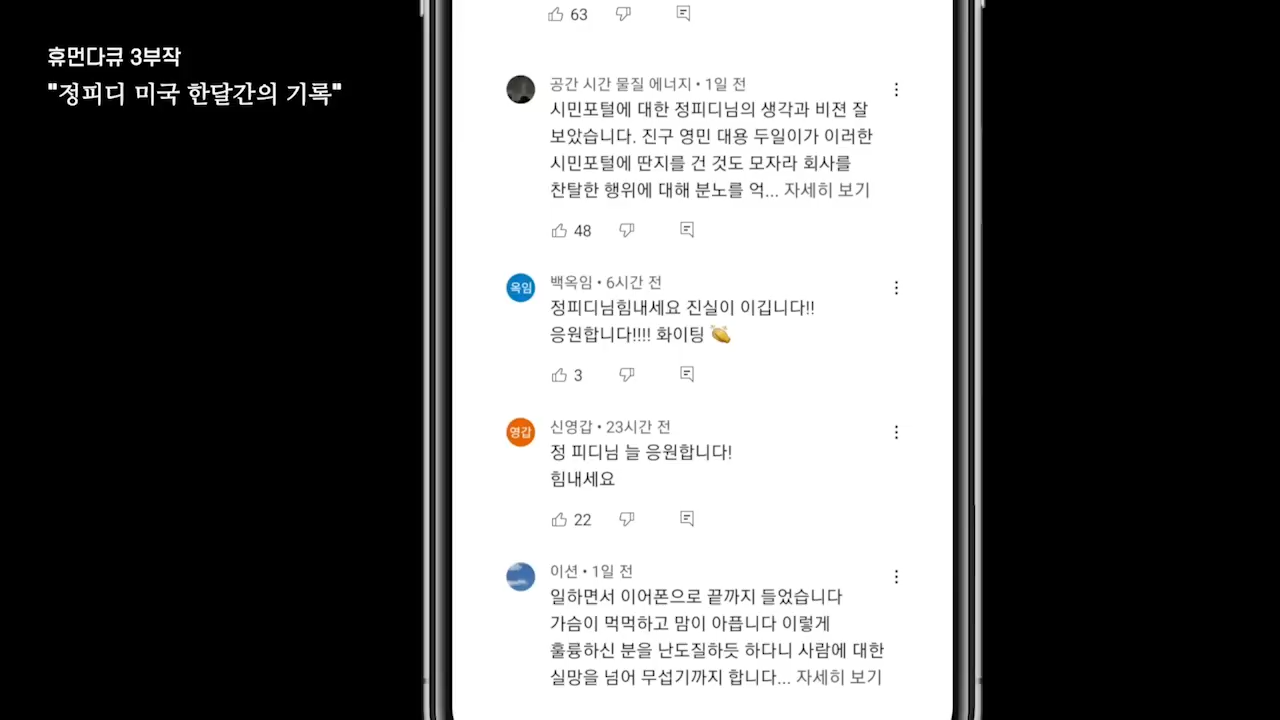 휴먼다큐 3부작
"정피디 미국 한달간의 기록"
63
공간 시간 물질 에너지 • 1일 전
시민포털에 대한 정피디님의 생각과 비젼 잘
보았습니다. 진구 영민 대용 두일이가 이러한
시민포털에 딴지를 건 것도 모자라 회사를
찬탈한 행위에 대해 분노를 억... 자세히 보기
48
옥임
백옥임 • 6시간 전
정피디님힘내세요 진실이 이깁니다!!
응원합니다!!!! 화이팅 👏
3
영갑
신영갑 • 23시간 전
정 피디님 늘 응원합니다!
힘내세요
22
이션 • 1일 전
일하면서 이어폰으로 끝까지 들었습니다
가슴이 먹먹하고 맘이 아픕니다 이렇게
훌륭하신 분을 난도질하듯 하다니 사람에 대한
실망을 넘어 무섭기까지 합니다... 자세히 보기